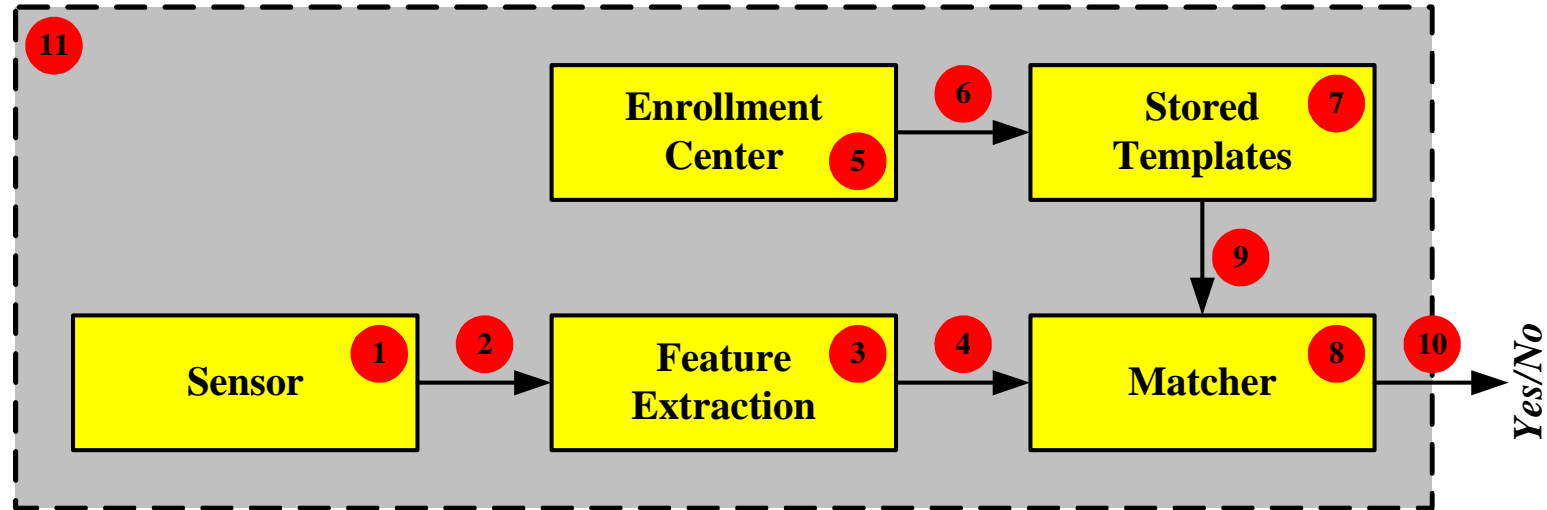 11
Enrollment
Center
5
6
Stored
Templates
7
9
Sensor
1
2
Feature
Extraction
3
4
Matcher
8
10
Yes/No